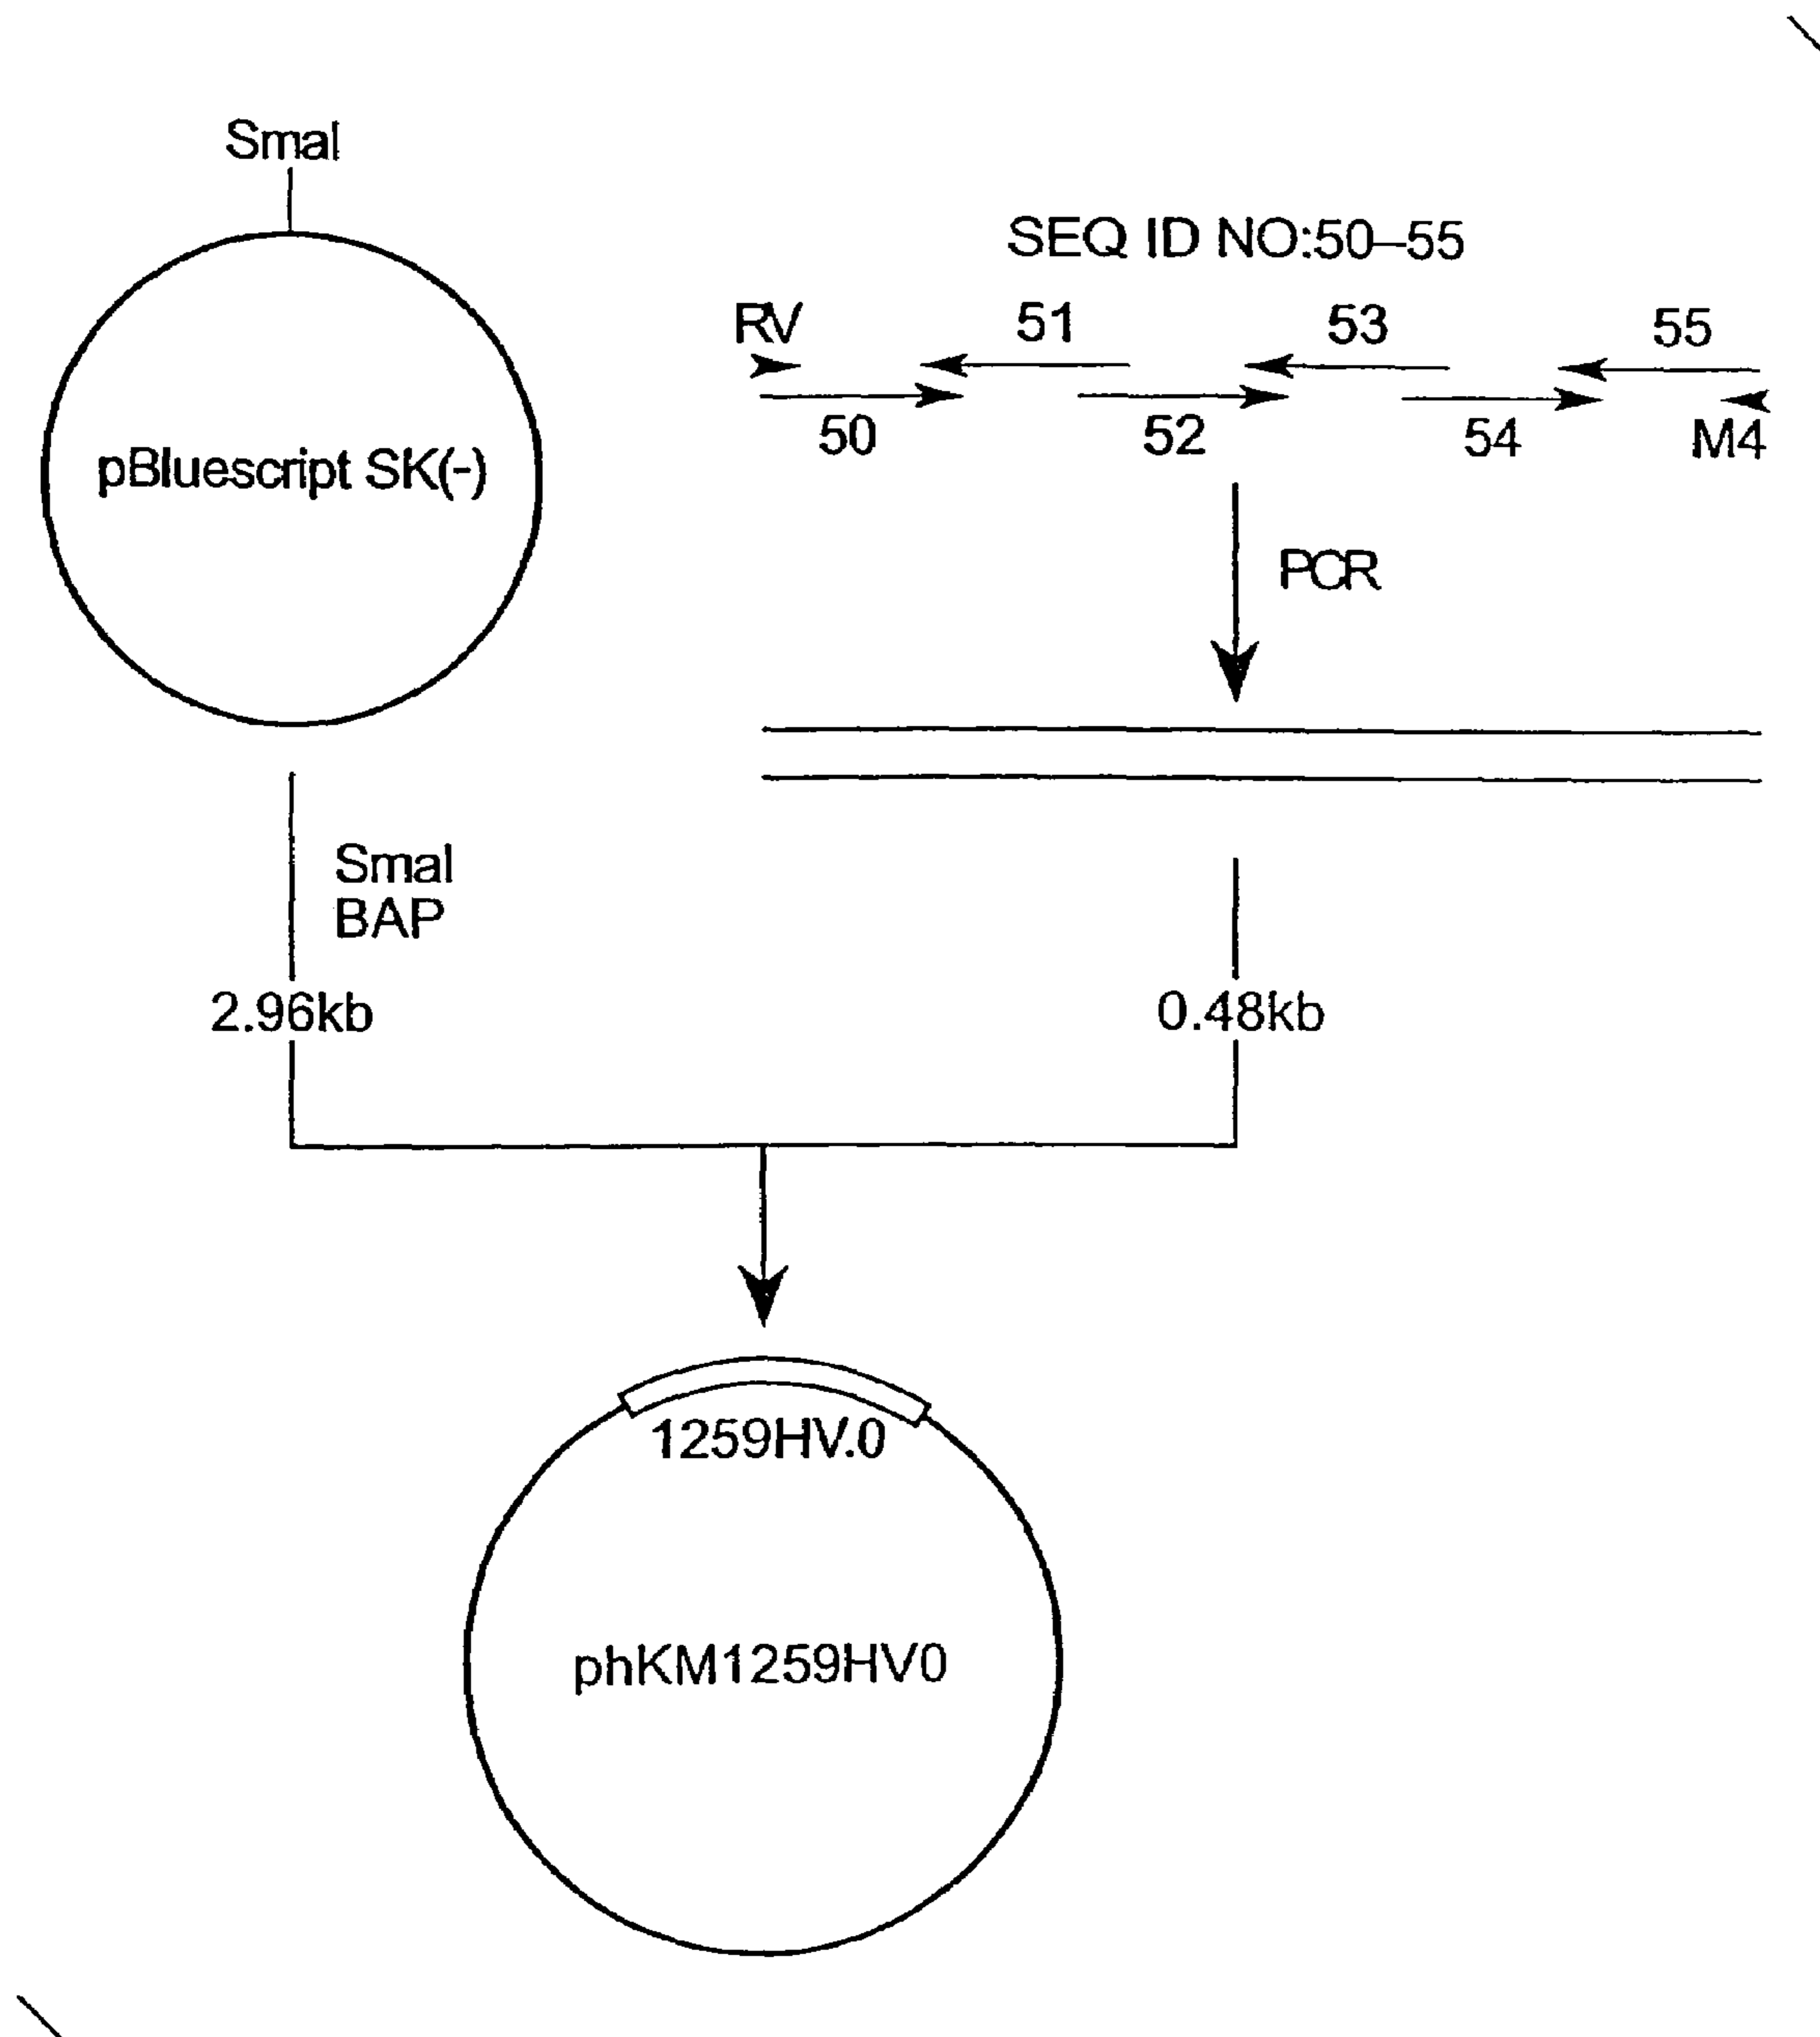 SmaI
pBluescript SK(-)
SEQ ID NO:50–55
RV
51
53
55
50
52
54
M4
PCR
SmaI
BAP
2.96kb
0.48kb
1259HV.0
phKM1259HV0